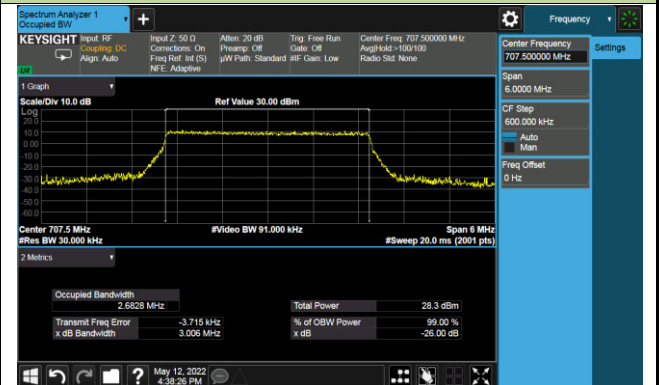 Spectrum Analyzer 1
Occupied BW
+
Frequency
KEYSIGHT
Input: RF
Coupling: DC
Align: Auto
Input Z: 50 Ω
Corrections: On
Freq Ref: Int (S)
NFE: Adaptive
Atten: 20 dB
Preamp: Off
µW Path: Standard
Trig: Free Run
Gate: Off
#IF Gain: Low
Center Freq: 707.500000 MHz
Avg|Hold:>100/100
Radio Std: None
Center Frequency
707.500000 MHz
Settings
Span
6.0000 MHz
CF Step
600.000 kHz
Auto
Man
Freq Offset
0 Hz
1 Graph
Scale/Div 10.0 dB
Ref Value 30.00 dBm
Log
20.0
10.0
0.00
-10.0
-20.0
-30.0
-40.0
-50.0
-60.0
Center 707.5 MHz
#Video BW 91.000 kHz
Span 6 MHz
#Res BW 30.000 kHz
#Sweep 20.0 ms (2001 pts)
2 Metrics
Occupied Bandwidth
2.6828 MHz
Total Power
28.3 dBm
Transmit Freq Error
-3.715 kHz
% of OBW Power
99.00 %
x dB Bandwidth
3.006 MHz
x dB
-26.00 dB
?
May 12, 2022
4:38:26 PM